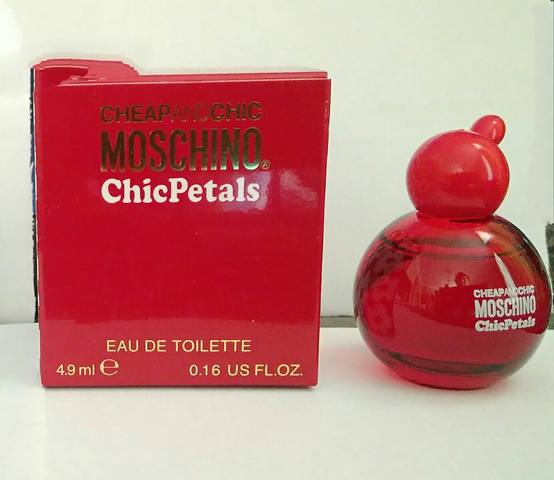 CHEAPANDCHIC
MOSCHINO®
ChicPetals
EAU DE TOILETTE
4.9 ml ℮ 0.16 US FL.OZ.
CHEAPANDCHIC
MOSCHINO
ChicPetals